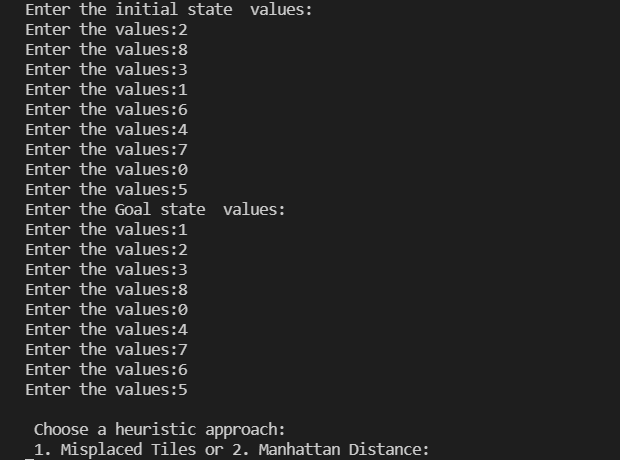 Enter the initial state  values:
Enter the values:2
Enter the values:8
Enter the values:3
Enter the values:1
Enter the values:6
Enter the values:4
Enter the values:7
Enter the values:0
Enter the values:5
Enter the Goal state  values:
Enter the values:1
Enter the values:2
Enter the values:3
Enter the values:8
Enter the values:0
Enter the values:4
Enter the values:7
Enter the values:6
Enter the values:5
Choose a heuristic approach:
1. Misplaced Tiles or 2. Manhattan Distance: